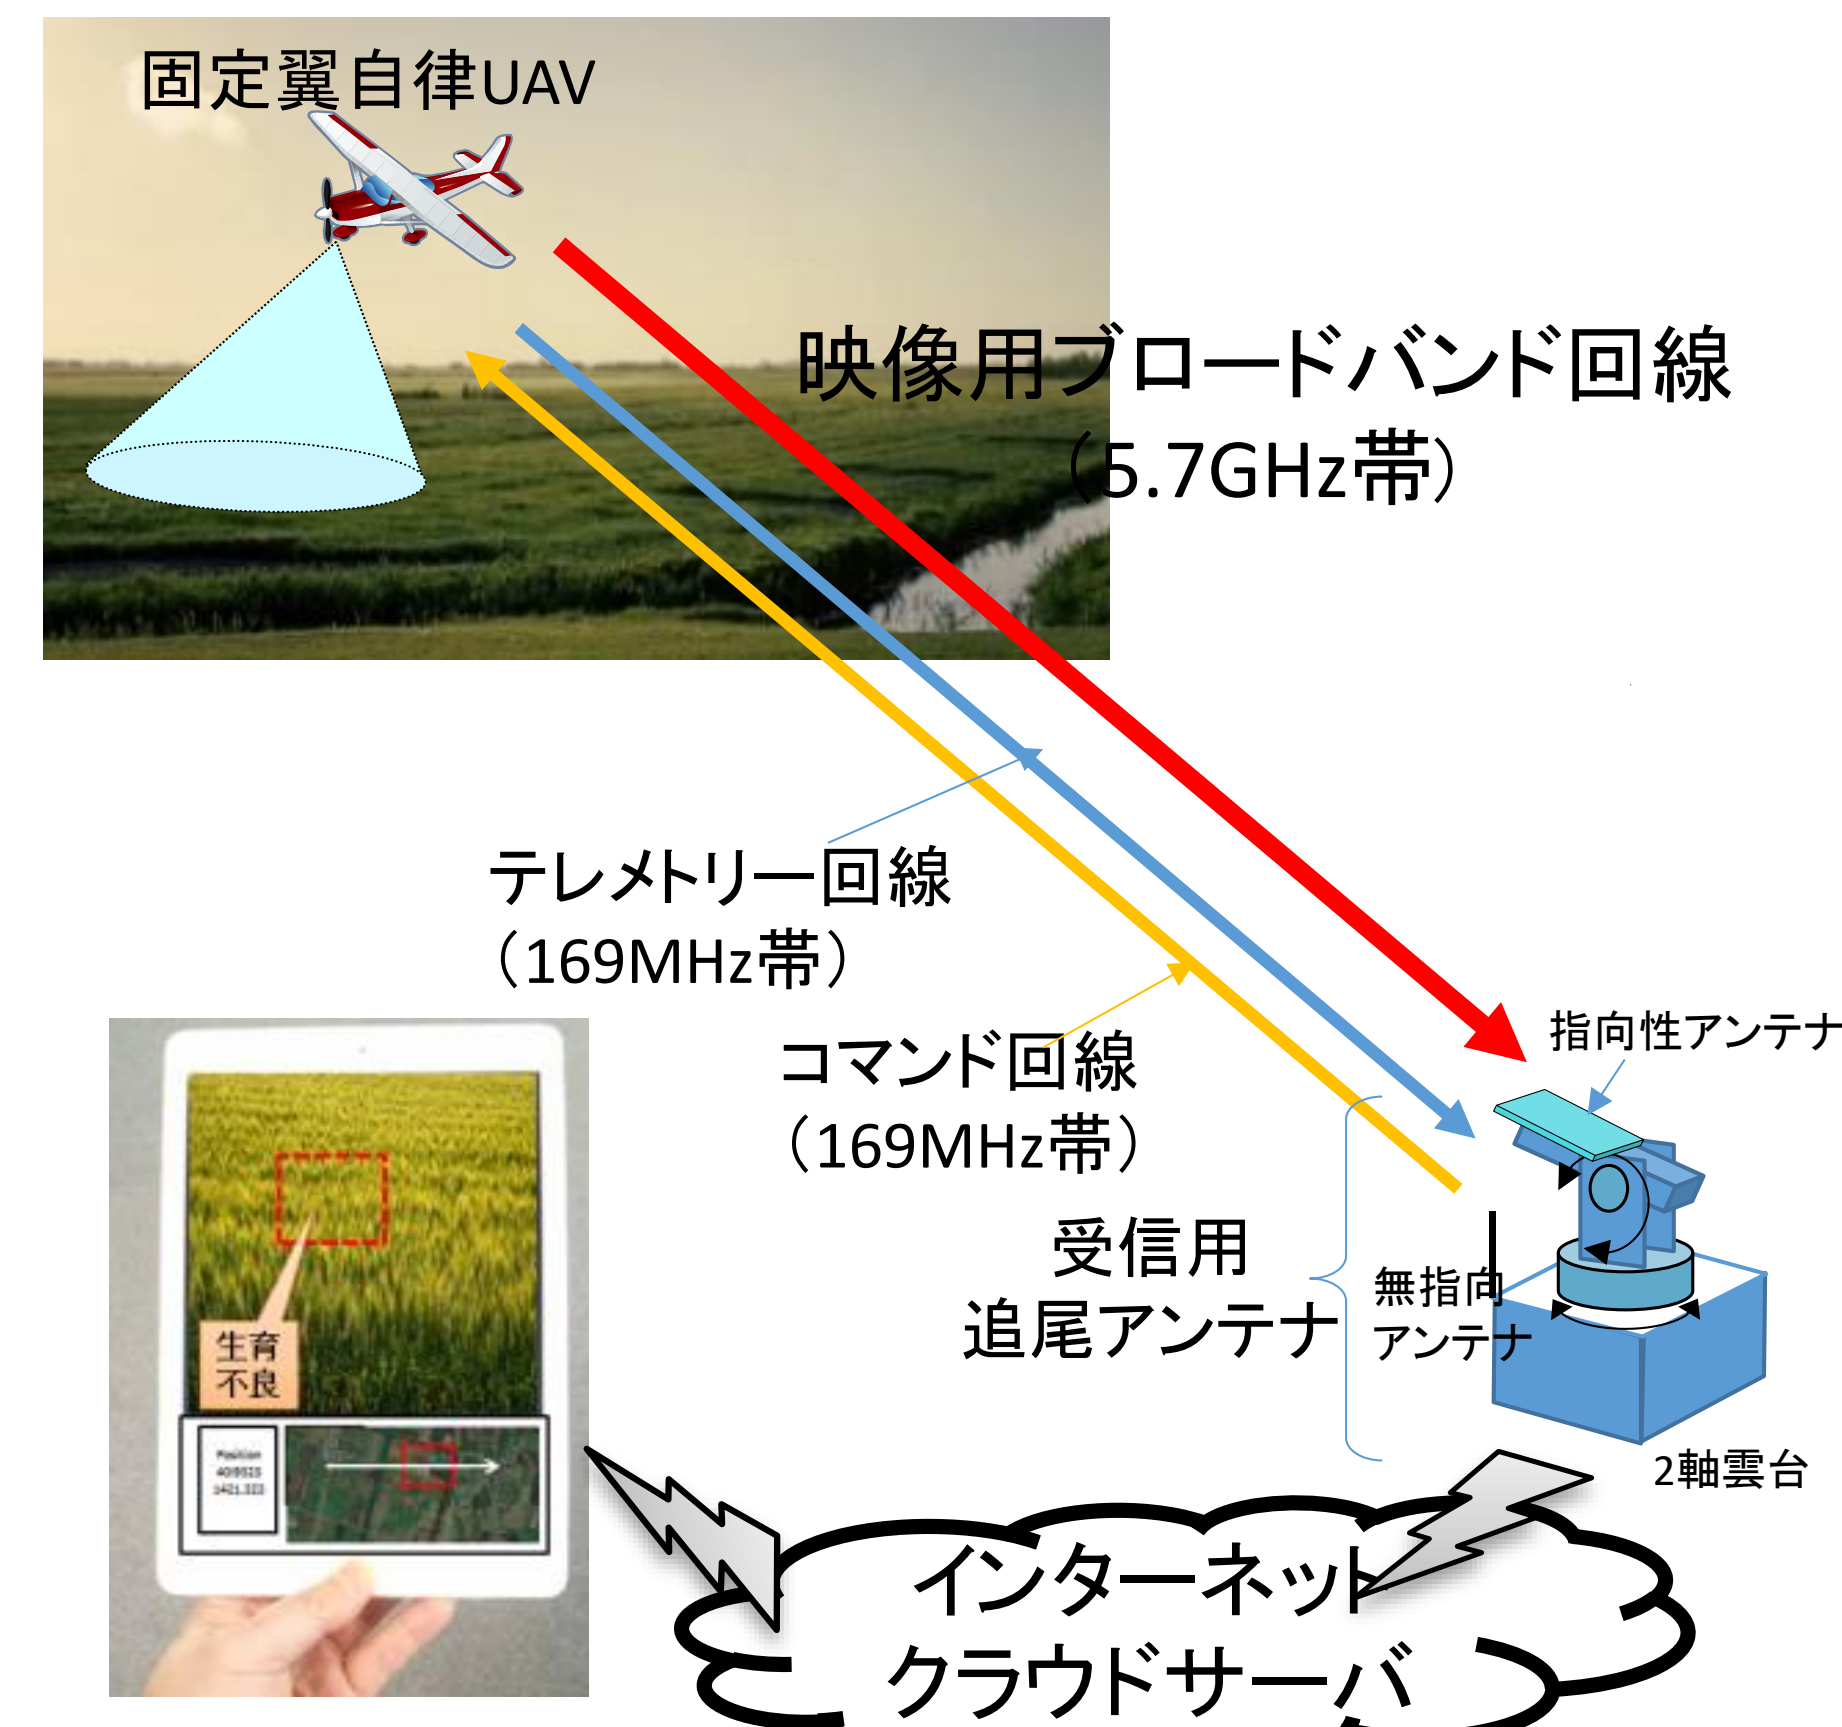 固定翼自律UAV
映像用ブロードバンド回線
（5.7GHz帯）
テレメトリー回線
（169MHz帯）
コマンド回線
（169MHz帯）
指向性アンテナ
受信用
追尾アンテナ
無指向
アンテナ
2軸雲台
生育
不良
Position
インターネット
クラウドサーバ